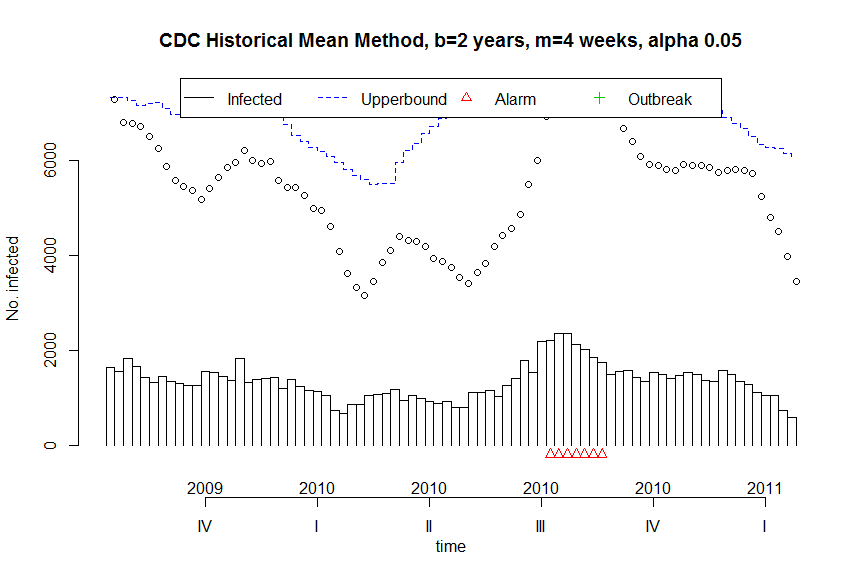 CDC Historical Mean Method, b=2 years, m=4 weeks, alpha 0.05
Infected Upperbound Alarm Outbreak
No. infected
6000
4000
2000
0
2009 2010 2010 2010 2010 2011
IV I II III IV I
time